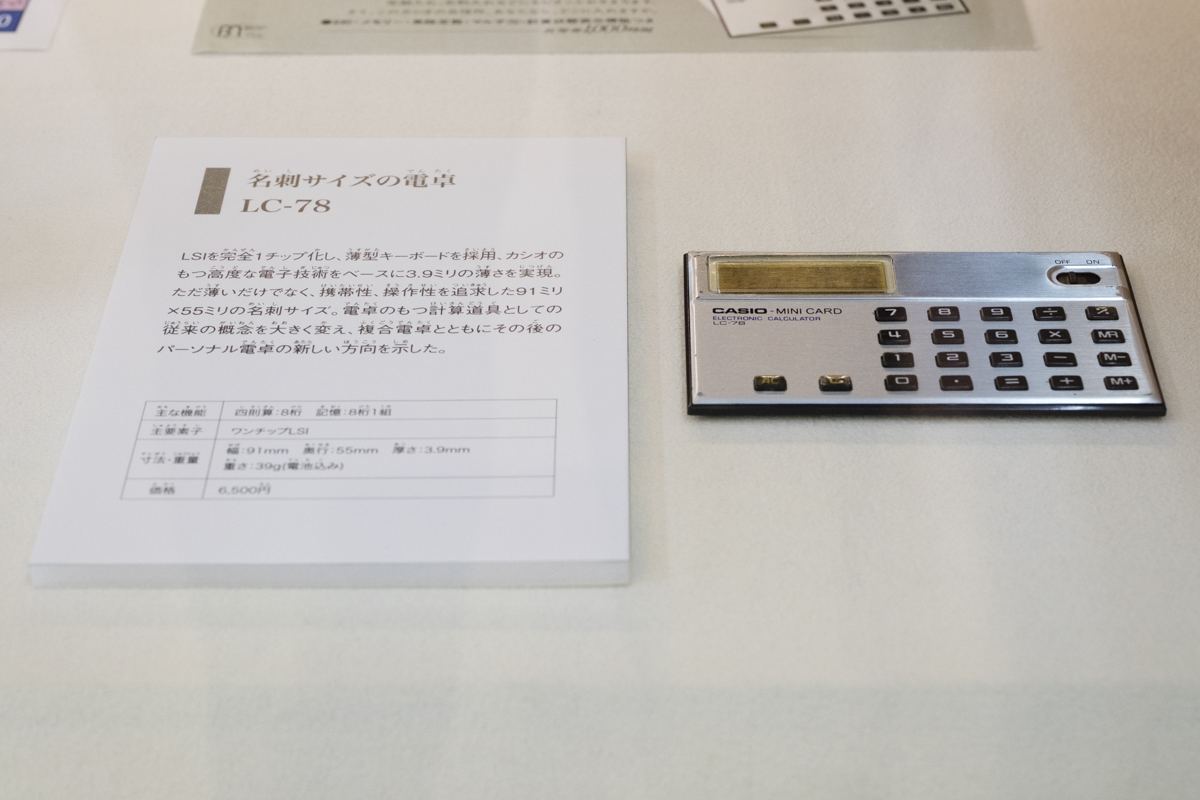 名刺サイズの電卓
LC-78
LSIを完全1チップ化し、薄型キーボードを採用、カシオの
もつ高度な電子技術をベースに3.9ミリの薄さを実現。
ただ薄いだけでなく、携帯性、操作性を追求した91ミリ
×55ミリの名刺サイズ。電卓のもつ計算道具としての
従来の概念を大きく変え、複合電卓とともにその後の
パーソナル電卓の新しい方向を示した。
主な機能 四則算:8桁 記憶:8桁1組
主要素子 ワンチップLSI
寸法・重量 幅:91mm 奥行:55mm 厚さ:3.9mm
重さ:39g(電池込み)
価格 6,500円
OFF ON
CASIO-MINI CARD
ELECTRONIC CALCULATOR
LC-78
7 8 9 ÷ %
4 5 6 × MR
1 2 3 − M−
AC C 0 · = + M+